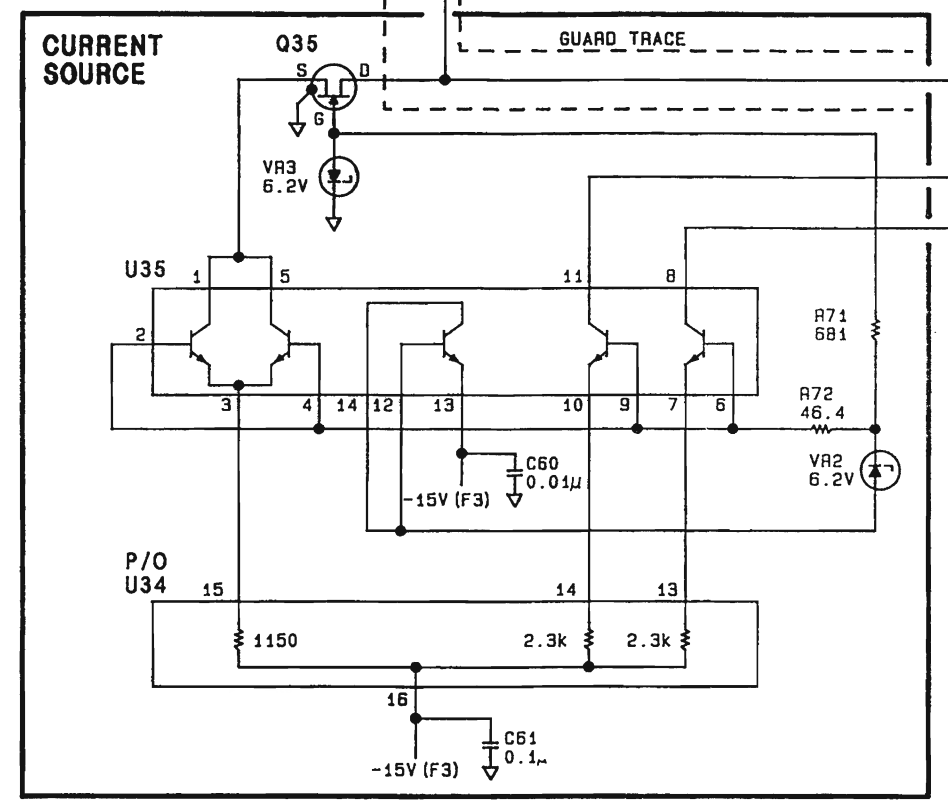 CURRENT
SOURCE
Q35
GUARD TRACE
S
D
G
VR3
6.2V
U35
1
5
11
8
2
R71
681
3
4
14
12
13
10
9
7
6
R72
46.4
C60
0.01µ
-15V (F3)
VR2
6.2V
P/O
U34
15
14
13
1150
2.3k
2.3k
16
C61
0.1µ
-15V (F3)